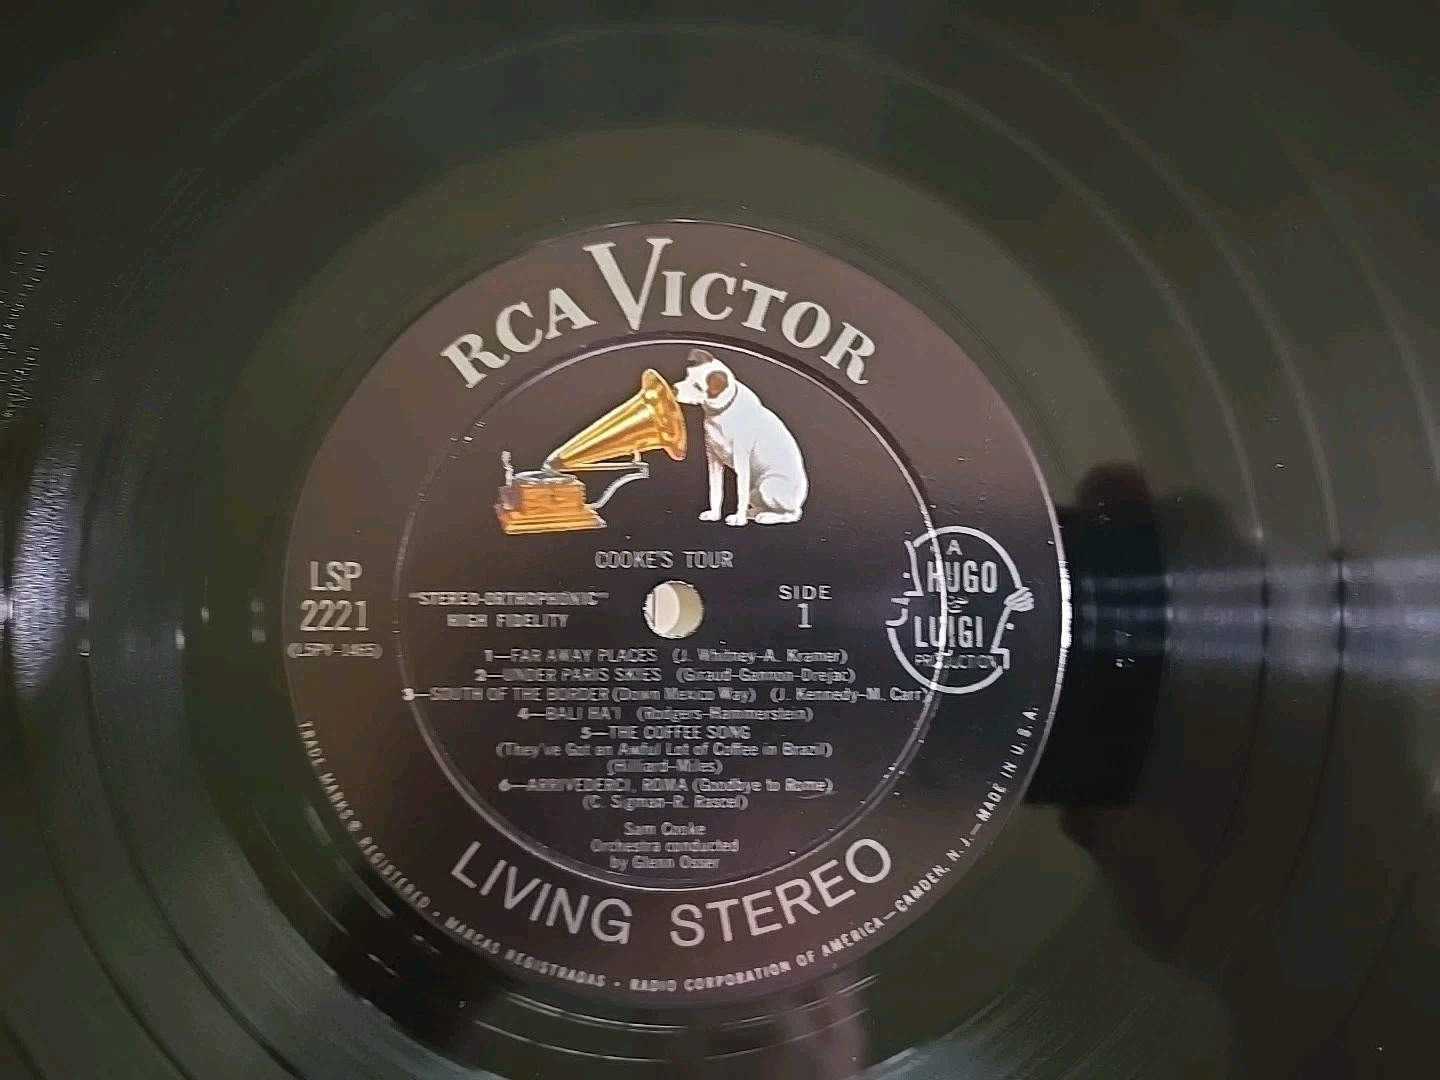 RCA VICTOR
COOKE'S TOUR
LSP
2221
"STEREO-ORTHOPHONIC"
HIGH FIDELITY
SIDE
1
A
HUGO
&
LUIGI
PRODUCTION
1—FAR AWAY PLACES (J. Whitney-A. Kramer)
2—UNDER PARIS SKIES (Giraud-Gannon-Drejac)
3—SOUTH OF THE BORDER (Down Mexico Way) (J. Kennedy-M. Carr)
4—BALI HA'I (Rodgers-Hammerstein)
5—THE COFFEE SONG
(They've Got an Awful Lot of Coffee in Brazil)
(Hilliard-Miles)
6—ARRIVEDERCI, ROMA (Goodbye to Rome)
(C. Sigman-R. Rascel)
Sam Cooke
Orchestra conducted
by Glenn Osser
LIVING STEREO
TRADE MARKS ® REGISTERED • MARCAS REGISTRADAS • RADIO CORPORATION OF AMERICA—CAMDEN, N. J.—MADE IN U.S.A.